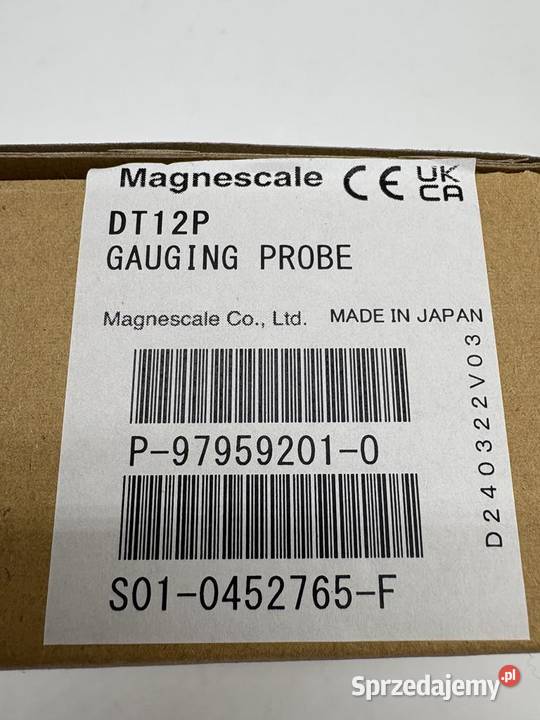 Magnescale CE UK
CA
DT12P
GAUGING PROBE
Magnescale Co., Ltd. MADE IN JAPAN
P-97959201-0
S01-0452765-F
D240322V03
Sprzedajemy.pl